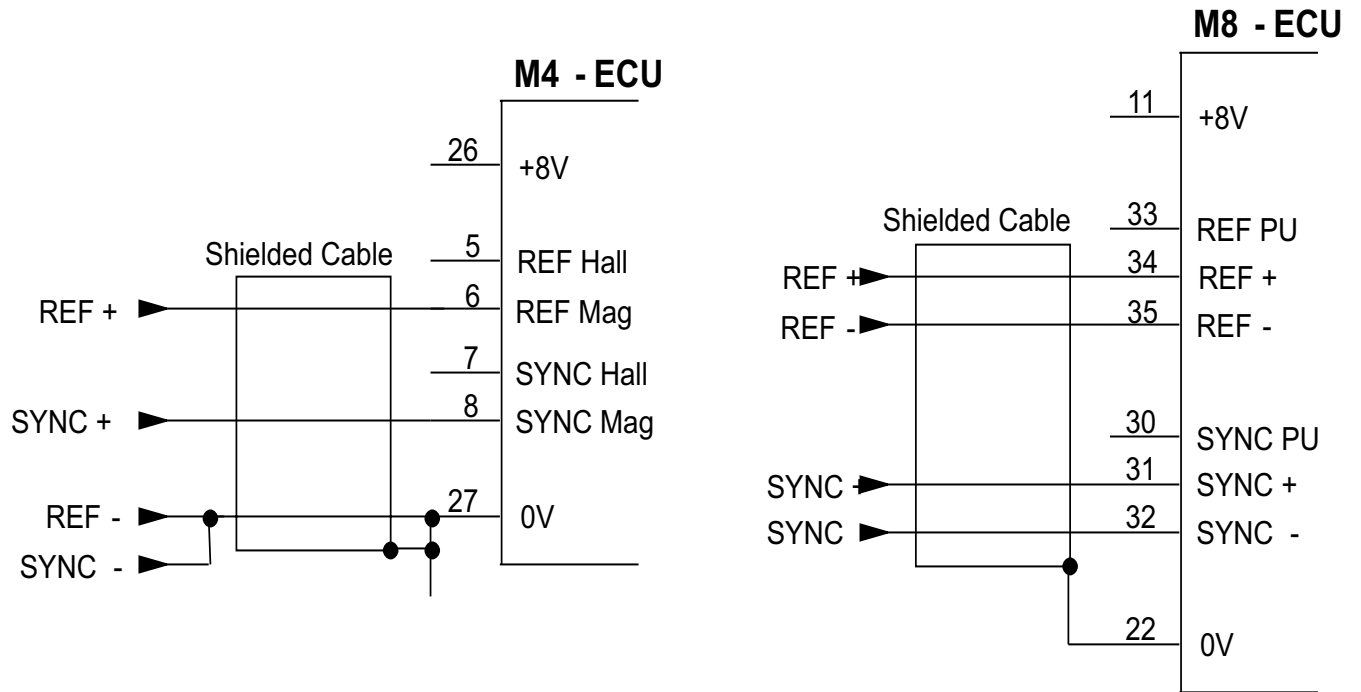 M4 - ECU
26
+8V
Shielded Cable
5
REF Hall
REF +
6
REF Mag
7
SYNC Hall
SYNC +
8
SYNC Mag
REF -
27
0V
SYNC -
M8 - ECU
11
+8V
Shielded Cable
33
REF PU
REF +
34
REF +
REF -
35
REF -
30
SYNC PU
SYNC +
31
SYNC +
SYNC
32
SYNC -
22
0V